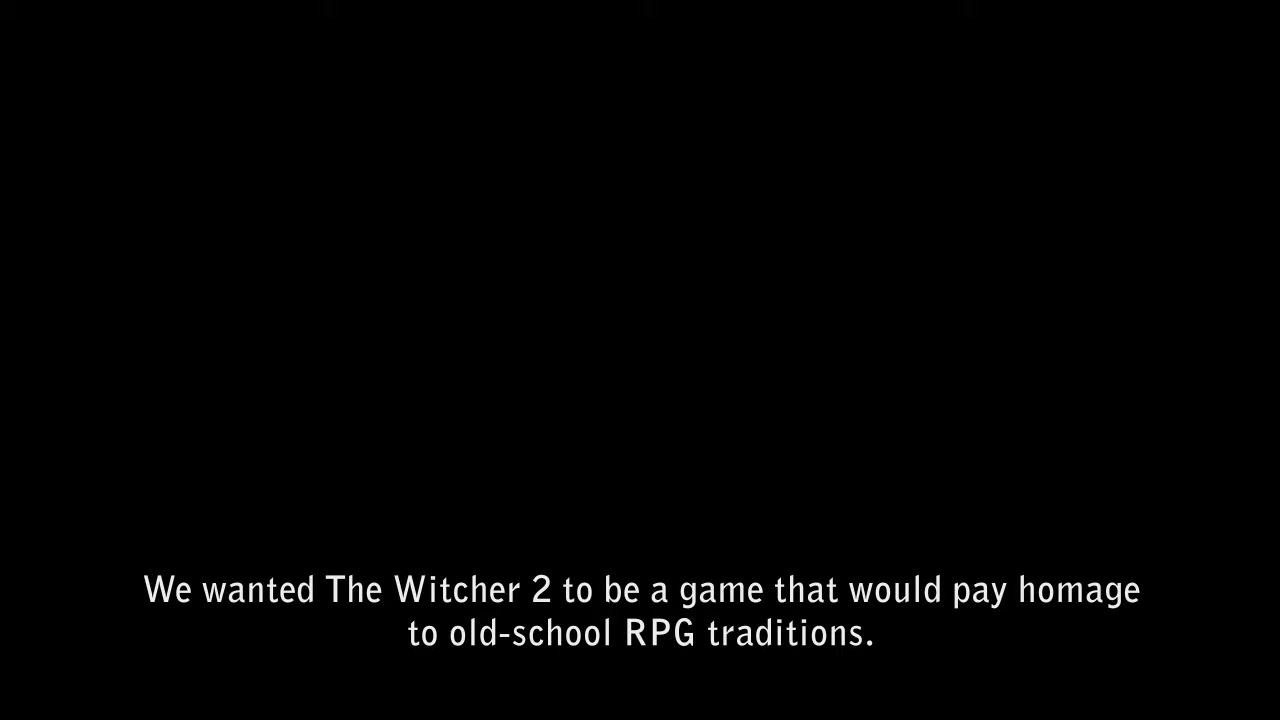 We wanted The Witcher 2 to be a game that would pay homage
to old-school RPG traditions.